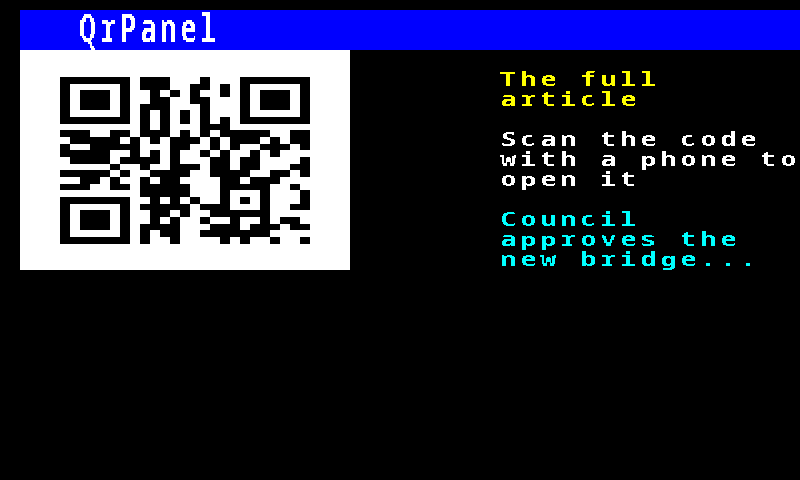 QrPanel
The full
article
Scan the code
with a phone to
open it
Council
approves the
new bridge...